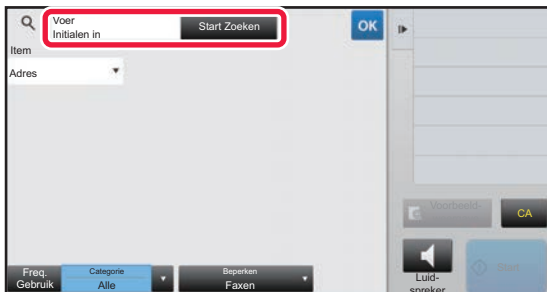 Voer
Initialen in
Start Zoeken
OK
Item
Adres
Voorbeeld-
CA
Freq.
Gebruik
Categorie
Alle
Beperken
Faxen
Luid-
spreker
Start